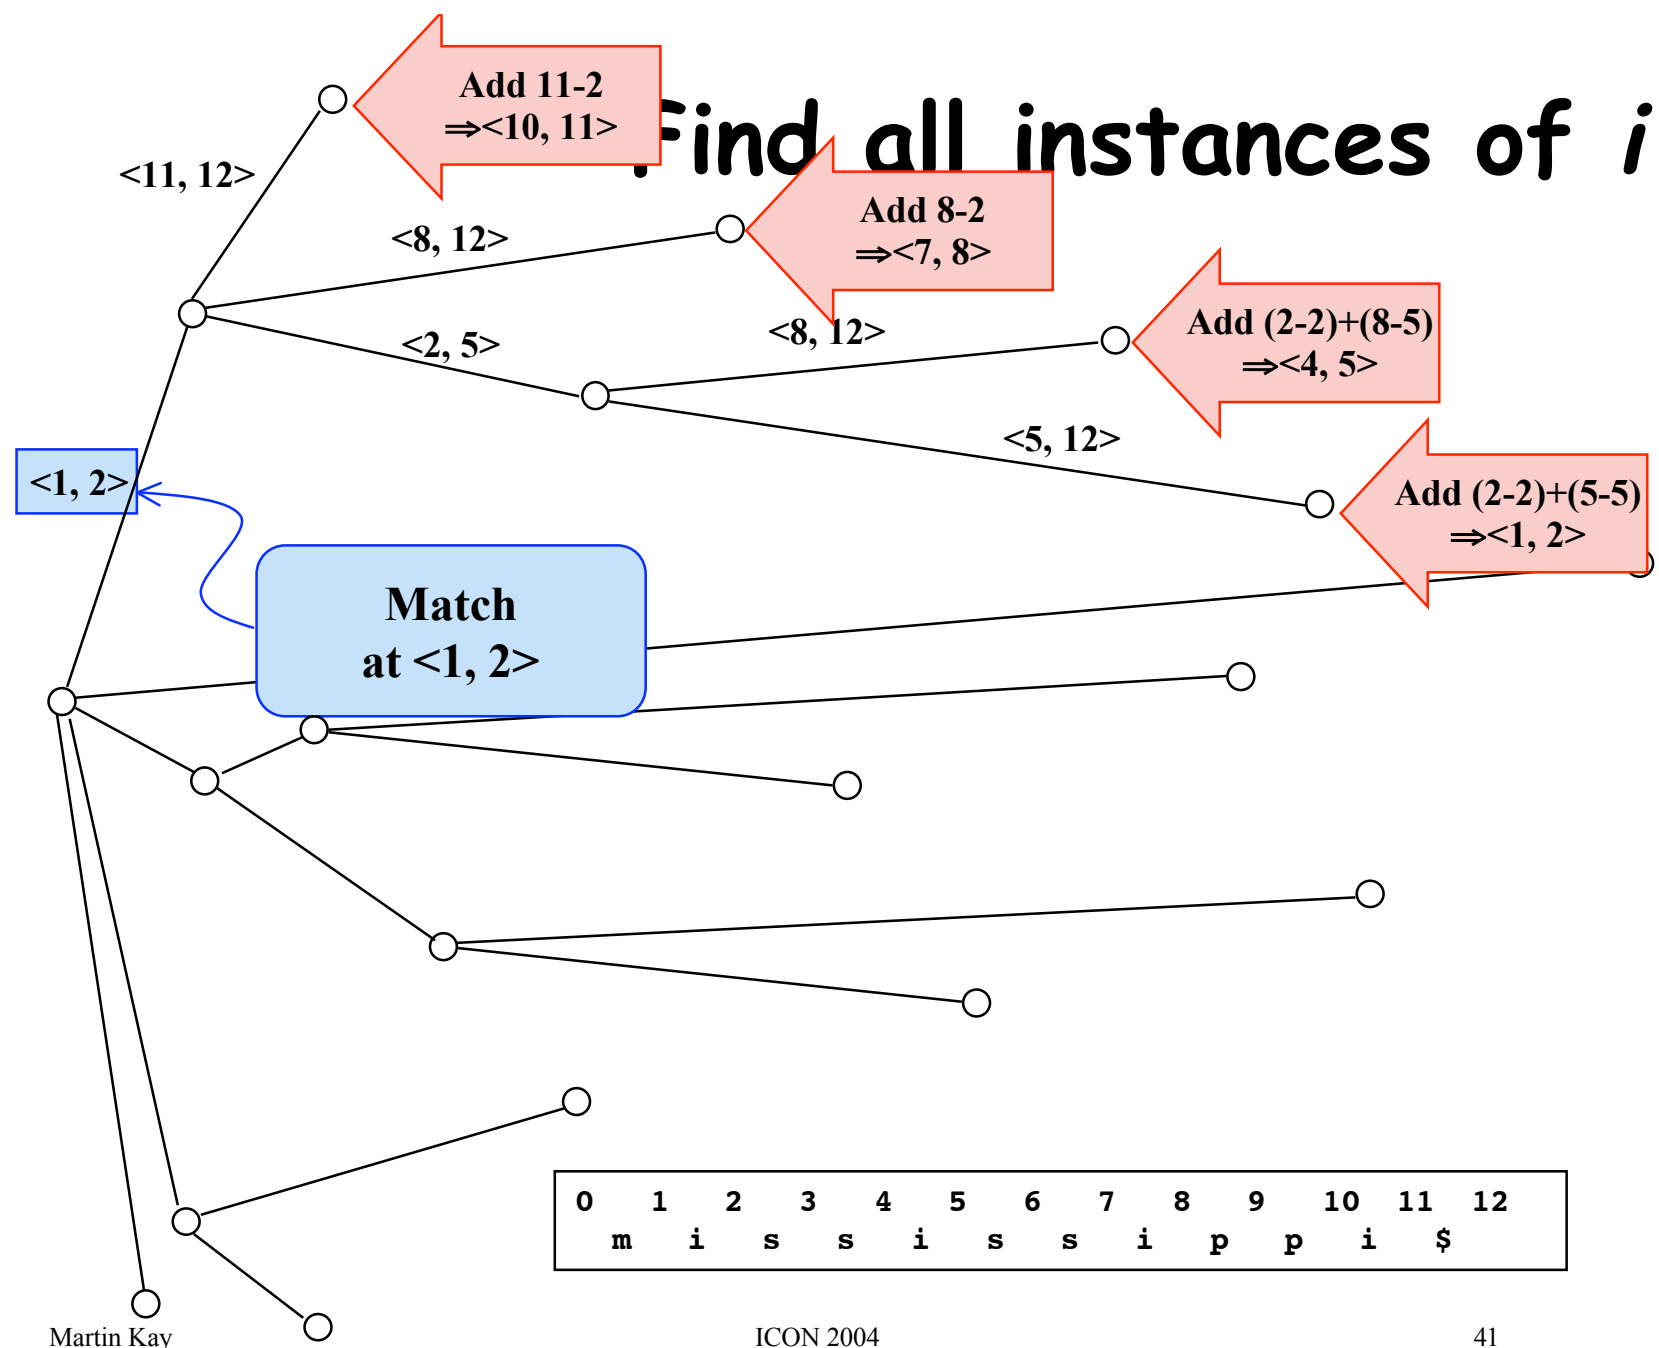 Find all instances of i
Add 11-2
⇒<10, 11>
<11, 12>
Add 8-2
⇒<7, 8>
<8, 12>
Add (2-2)+(8-5)
⇒<4, 5>
<8, 12>
<2, 5>
<5, 12>
Add (2-2)+(5-5)
⇒<1, 2>
<1, 2>
Match
at <1, 2>
0 1 2 3 4 5 6 7 8 9 10 11 12
m i s s i s s i p p i $
Martin Kay ICON 2004 41